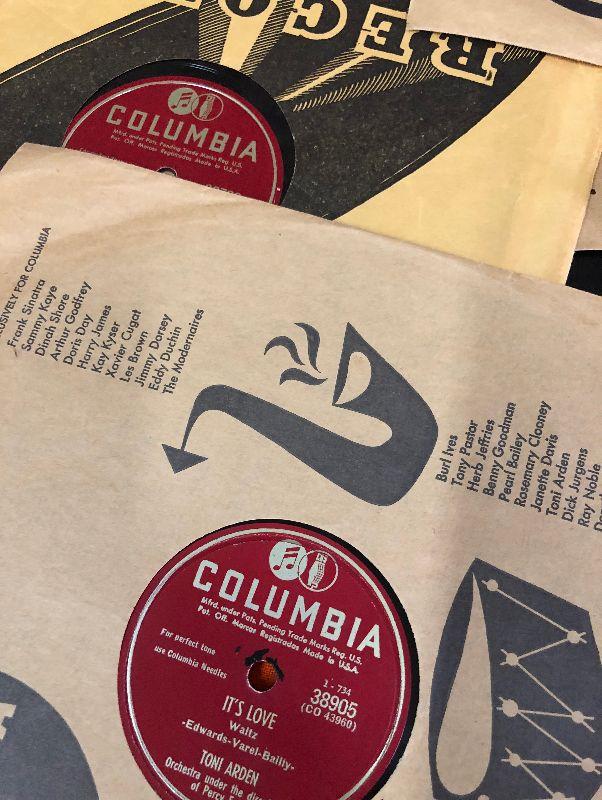 RECO
COLUMBIA
Mfrd. under Pats. Pending Trade Marks Reg. U.S.
Pat. Off. Marcas Registradas Made in U.S.A.
FOR COLUMBIA
Frank Sinatra
Sammy Kaye
Dinah Shore
Arthur Godfrey
Doris Day
Harry James
Kay Kyser
Xavier Cugat
Les Brown
Jimmy Dorsey
Eddy Duchin
The Modernaires
Burl Ives
Tony Pastor
Herb Jeffries
Benny Goodman
Pearl Bailey
Rosemary Clooney
Janette Davis
Toni Arden
Dick Jurgens
Ray Noble
COLUMBIA
Mfrd. under Pats. Pending Trade Marks Reg. U.S.
Pat. Off. Marcas Registradas Made in U.S.A.
For perfect tone
use Columbia Needles
1-734
38905
(CO 43960)
IT'S LOVE
Waltz
-Edwards-Varel-Bailly-
TONI ARDEN
Orchestra under the
of Percy